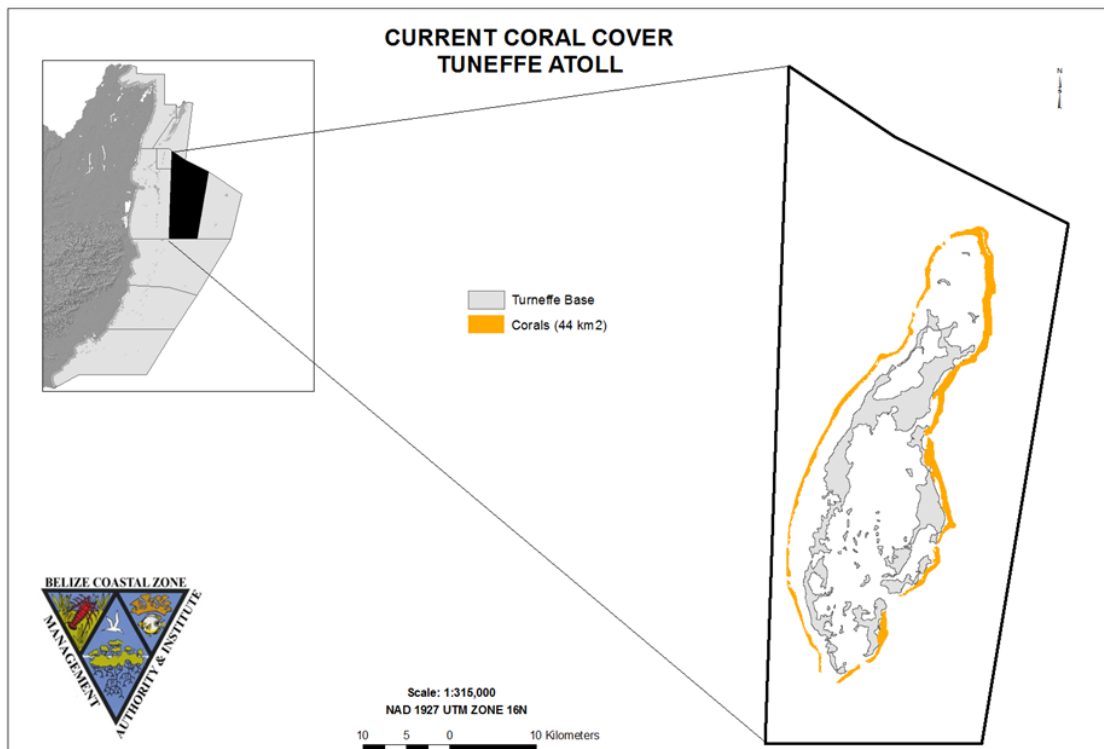 CURRENT CORAL COVER
TUNEFFE ATOLL
N
Turneffe Base
Corals (44 km2)
BELIZE COASTAL ZONE
MANAGEMENT
AUTHORITY & INSTITUTE
Scale: 1:315,000
NAD 1927 UTM ZONE 16N
10 5 0 10 Kilometers